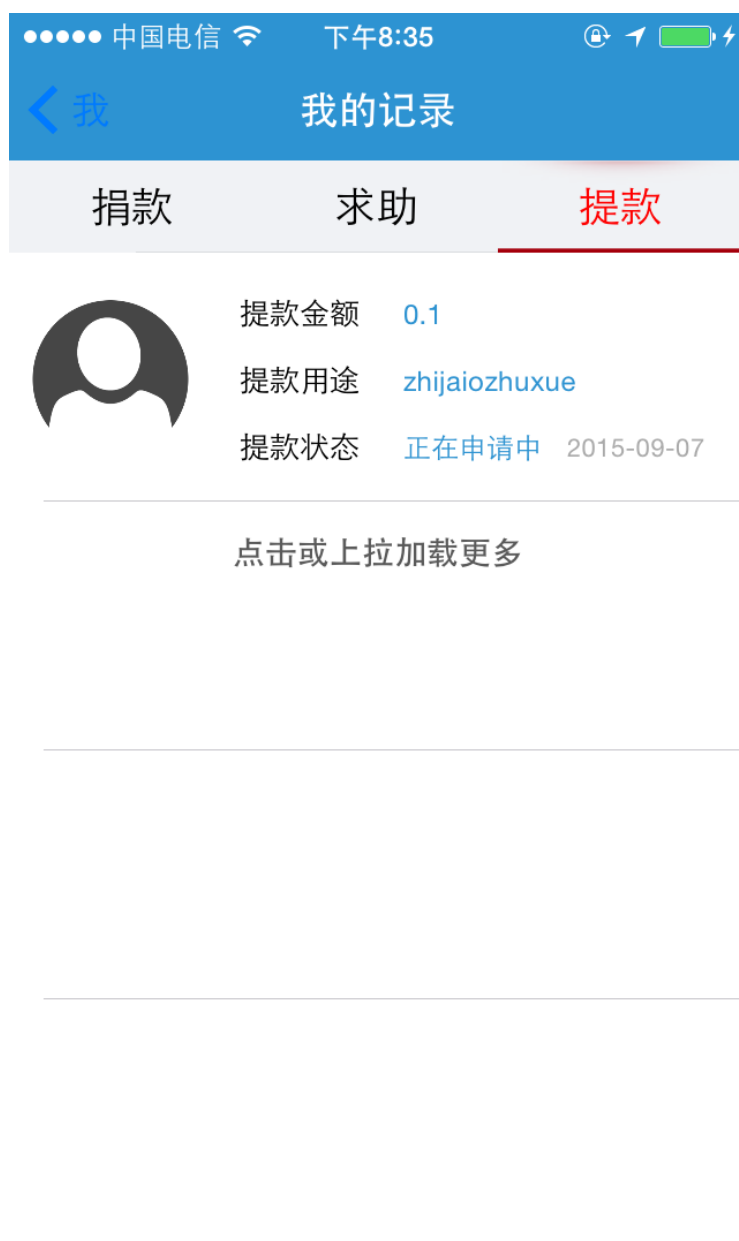 中国电信 下午8:35
我 我的记录
捐款 求助 提款
提款金额 0.1
提款用途 zhijaiozhuxue
提款状态 正在申请中 2015-09-07
点击或上拉加载更多